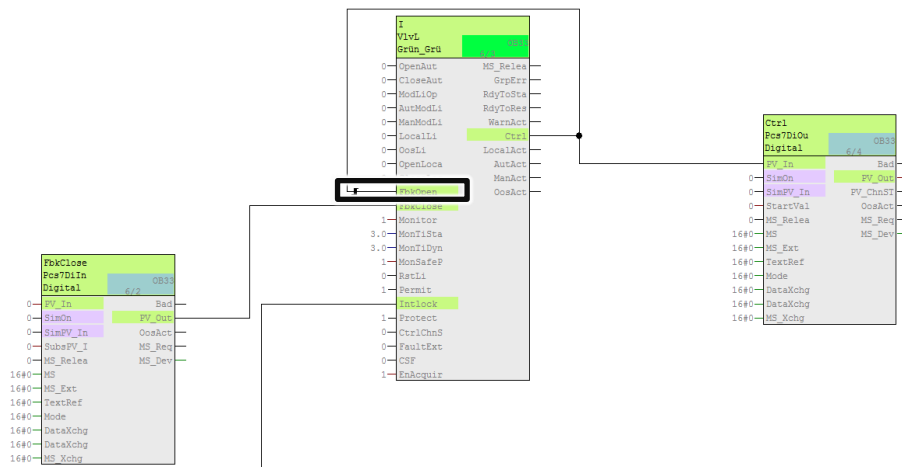 I
VlvL
Grün_Grü
OB33
6/3
0 OpenAut MS_Relea
0 CloseAut GrpErr
0 ModLiOp RdyToSta
0 AutModLi RdyToRes
0 ManModLi WarnAct
0 LocalLi Ctrl
0 OosLi LocalAct
0 OpenLoca AutAct
ManAct
FbkOpen OosAct
FbkClose
1 Monitor
3.0 MonTiSta
3.0 MonTiDyn
1 MonSafeP
0 RstLi
1 Permit
Intlock
1 Protect
0 CtrlChnS
0 FaultExt
0 CSF
1 EnAcquir
Ctrl
Pcs7DiOu
Digital
OB33
6/4
PV_In Bad
0 SimOn PV_Out
0 SimPV_In PV_ChnST
0 StartVal OosAct
0 MS_Relea MS_Req
16#0 MS MS_Dev
16#0 MS_Ext
16#0 TextRef
16#0 Mode
16#0 DataXchg
16#0 DataXchg
16#0 MS_Xchg
FbkClose
Pcs7DiIn
Digital
OB33
6/2
0 PV_In Bad
0 SimOn PV_Out
0 SimPV_In OosAct
0 SubsPV_I MS_Req
0 MS_Relea MS_Dev
16#0 MS
16#0 MS_Ext
16#0 TextRef
16#0 Mode
16#0 DataXchg
16#0 DataXchg
16#0 MS_Xchg